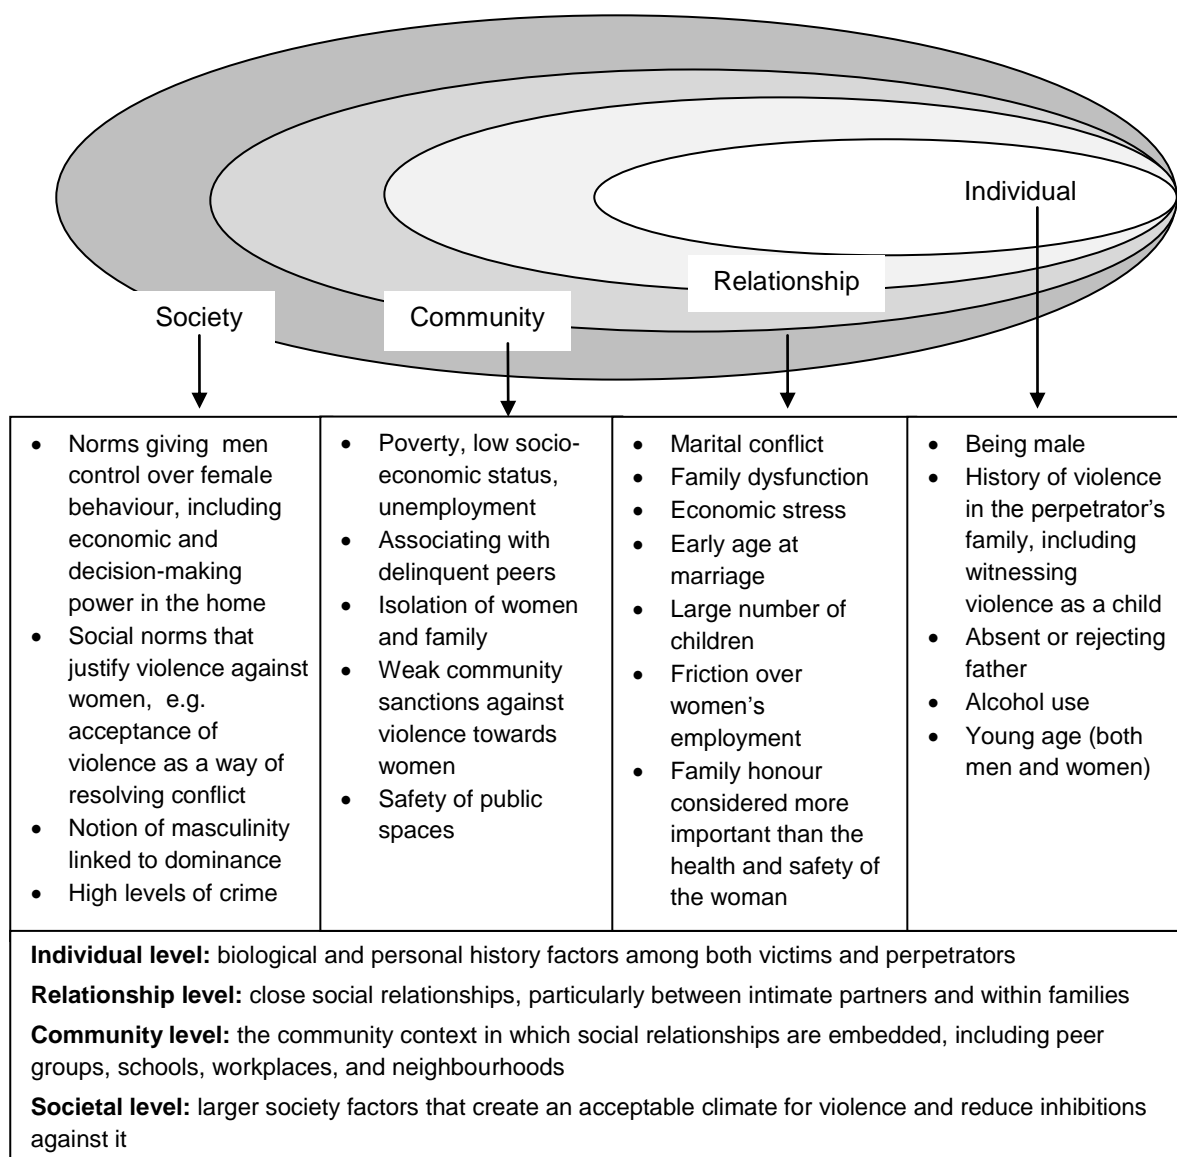 Individual
Relationship
Society
Community
• Norms giving  men
control over female
behaviour, including
economic and
decision-making
power in the home
• Social norms that
justify violence against
women,  e.g.
acceptance of
violence as a way of
resolving conflict
• Notion of masculinity
linked to dominance
• High levels of crime
• Poverty, low socio-
economic status,
unemployment
• Associating with
delinquent peers
• Isolation of women
and family
• Weak community
sanctions against
violence towards
women
• Safety of public
spaces
• Marital conflict
• Family dysfunction
• Economic stress
• Early age at
marriage
• Large number of
children
• Friction over
women’s
employment
• Family honour
considered more
important than the
health and safety of
the woman
• Being male
• History of violence
in the perpetrator’s
family, including
witnessing
violence as a child
• Absent or rejecting
father
• Alcohol use
• Young age (both
men and women)
Individual level: biological and personal history factors among both victims and perpetrators
Relationship level: close social relationships, particularly between intimate partners and within families
Community level: the community context in which social relationships are embedded, including peer
groups, schools, workplaces, and neighbourhoods
Societal level: larger society factors that create an acceptable climate for violence and reduce inhibitions
against it